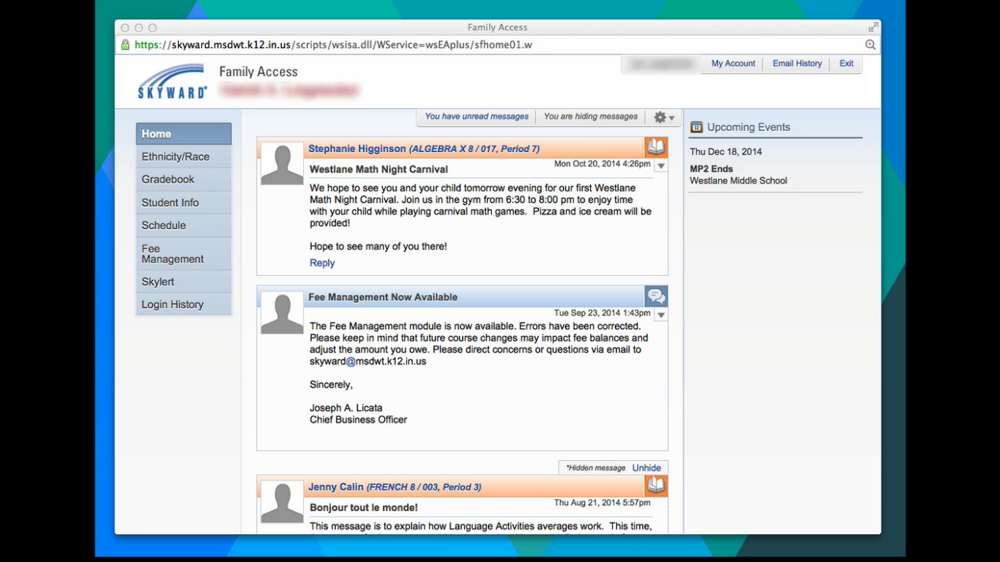 Family Access
https://skyward.msdwt.k12.in.us/scripts/wsisa.dll/WService=wsEAplus/sfhome01.w
SKYWARD
Family Access
My Account
Email History
Exit
You have unread messages
You are hiding messages
Home
Ethnicity/Race
Gradebook
Student Info
Schedule
Fee
Management
Skylert
Login History
Stephanie Higginson (ALGEBRA X 8 / 017, Period 7)
Westlane Math Night Carnival
Mon Oct 20, 2014 4:26pm
We hope to see you and your child tomorrow evening for our first Westlane
Math Night Carnival. Join us in the gym from 6:30 to 8:00 pm to enjoy time
with your child while playing carnival math games. Pizza and ice cream will be
provided!
Hope to see many of you there!
Reply
Fee Management Now Available
Tue Sep 23, 2014 1:43pm
The Fee Management module is now available. Errors have been corrected.
Please keep in mind that future course changes may impact fee balances and
adjust the amount you owe. Please direct concerns or questions via email to
skyward@msdwt.k12.in.us
Sincerely,
Joseph A. Licata
Chief Business Officer
*Hidden message Unhide
Jenny Calin (FRENCH 8 / 003, Period 3)
Thu Aug 21, 2014 5:57pm
Bonjour tout le monde!
This message is to explain how Language Activities averages work. This time,
12
Upcoming Events
Thu Dec 18, 2014
MP2 Ends
Westlane Middle School